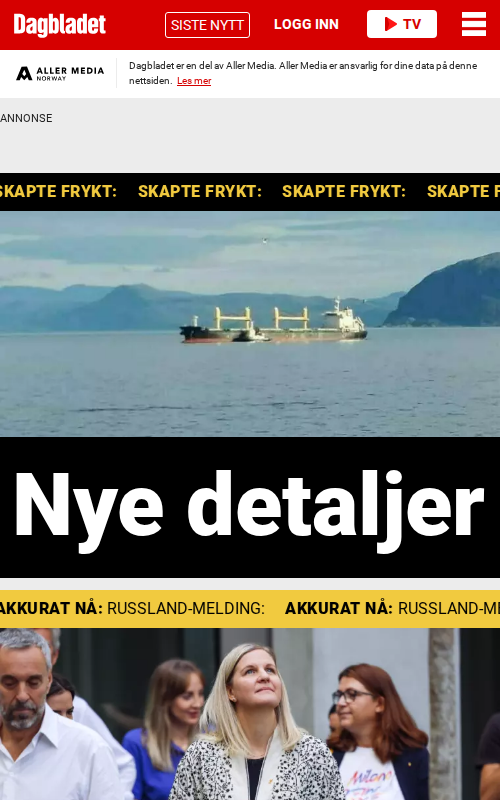 Dagbladet
SISTE NYTT
LOGG INN
TV
ALLER MEDIA
NORWAY
Dagbladet er en del av Aller Media. Aller Media er ansvarlig for dine data på denne
nettsiden. Les mer
ANNONSE
SKAPTE FRYKT: SKAPTE FRYKT: SKAPTE FRYKT: SKAPTE F
Nye detaljer
AKKURAT NÅ: RUSSLAND-MELDING: AKKURAT NÅ: RUSSLAND-ME